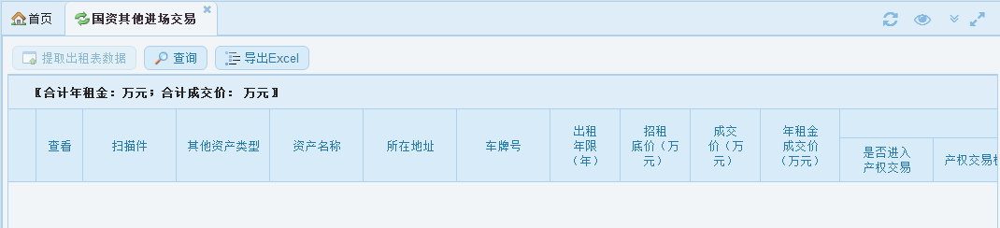 首页
国资其他进场交易
提取出租表数据
查询
导出Excel
〖合计年租金：万元；合计成交价： 万元〗
查看
扫描件
其他资产类型
资产名称
所在地址
车牌号
出租
年限
（年）
招租
底价（万
元）
成交
价（万
元）
年租金
成交价
（万元）
是否进入
产权交易
产权交易